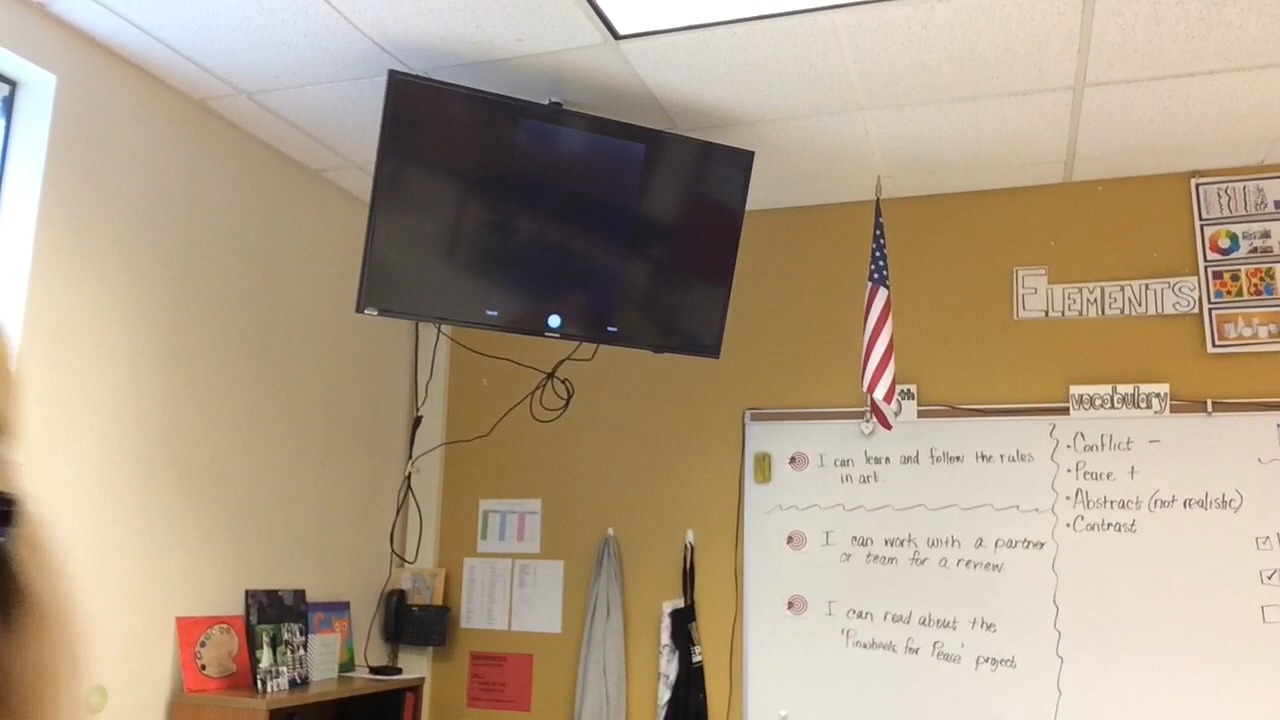 ELEMENTS
th
vocabulary
I can learn and follow the rules
in art.
I can work with a partner
or team for a review
I can read about the
'Pinwheels for Peace' project
• Conflict -
• Peace +
• Abstract (not realistic)
• Contrast